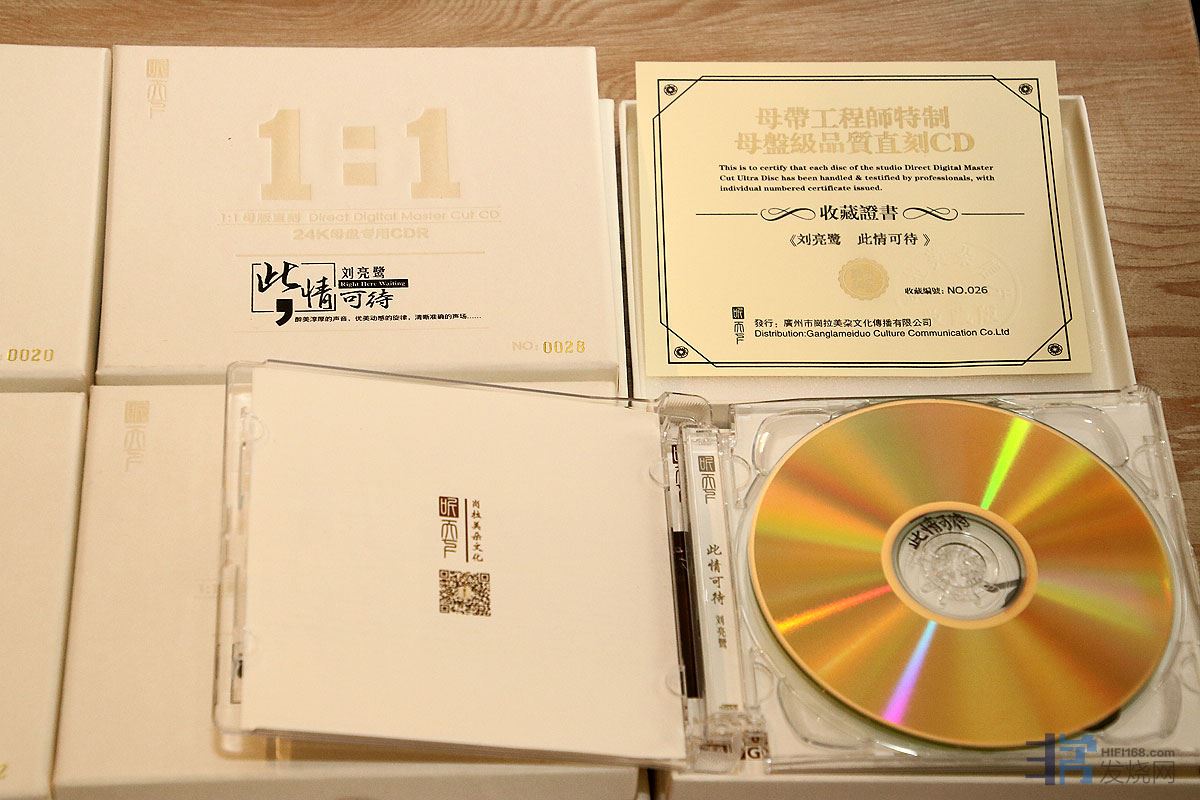 1:1
1:1母版直刻 Direct Digital Master Cut CD
24K母盘专用CDR
此情可待
刘亮鹭
Right Here Waiting
醇美淳厚的声音，优美动感的旋律，清晰准确的声场......
0020
NO: 0028
母帶工程師特制
母盤級品質直刻CD
This is to certify that each disc of the studio Direct Digital Master
Cut Ultra Disc has been handled & testified by professionals, with
individual numbered certificate issued.
收藏證書
《刘亮鹭 此情可待》
收藏編號：NO.026
發行：廣州市崗拉美朵文化傳播有限公司
Distribution:Ganglameiduo Culture Communication Co.Ltd
岗拉美朵文化
此情可待 刘亮鹭
此情可待
HIFI168.com
发烧网